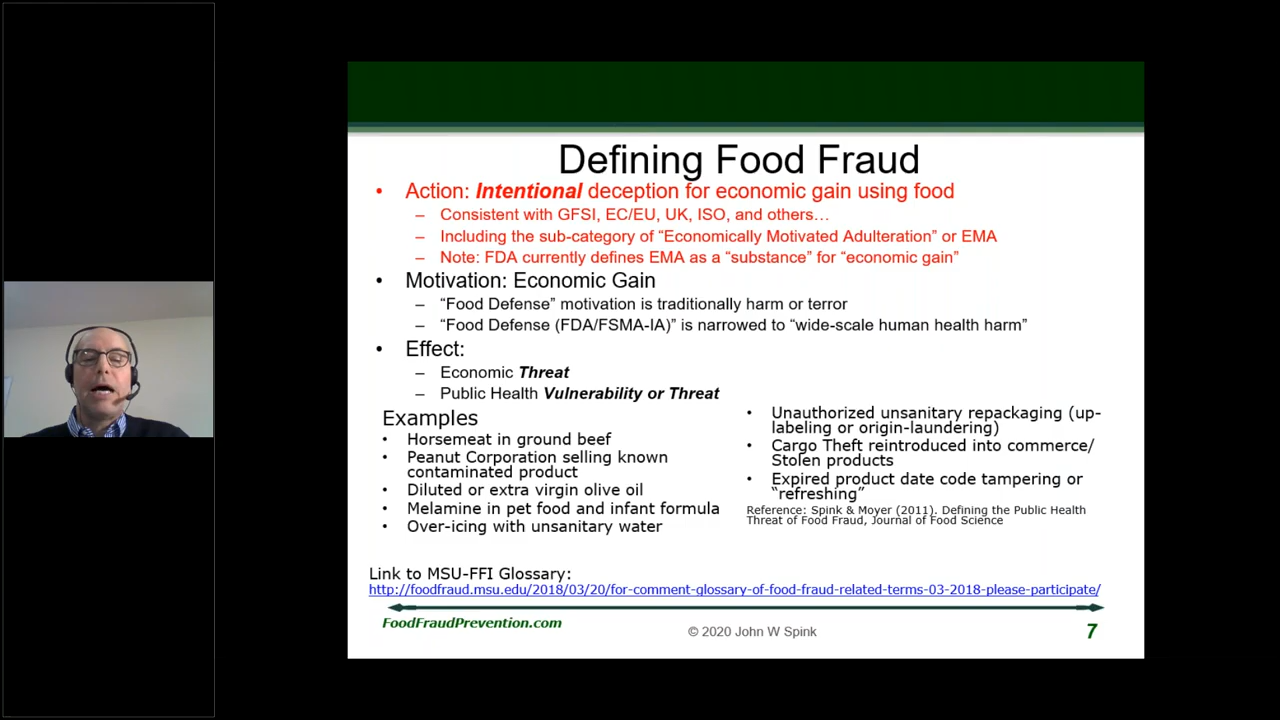 Defining Food Fraud
• Action: Intentional deception for economic gain using food
– Consistent with GFSI, EC/EU, UK, ISO, and others…
– Including the sub-category of “Economically Motivated Adulteration” or EMA
– Note: FDA currently defines EMA as a “substance” for “economic gain”
• Motivation: Economic Gain
– “Food Defense” motivation is traditionally harm or terror
– “Food Defense (FDA/FSMA-IA)” is narrowed to “wide-scale human health harm”
• Effect:
– Economic Threat
– Public Health Vulnerability or Threat
Examples
• Horsemeat in ground beef
• Peanut Corporation selling known
contaminated product
• Diluted or extra virgin olive oil
• Melamine in pet food and infant formula
• Over-icing with unsanitary water
• Unauthorized unsanitary repackaging (up-
labeling or origin-laundering)
• Cargo Theft reintroduced into commerce/
Stolen products
• Expired product date code tampering or
“refreshing”
Reference: Spink & Moyer (2011). Defining the Public Health
Threat of Food Fraud, Journal of Food Science
Link to MSU-FFI Glossary:
http://foodfraud.msu.edu/2018/03/20/for-comment-glossary-of-food-fraud-related-terms-03-2018-please-participate/
FoodFraudPrevention.com
© 2020 John W Spink
7